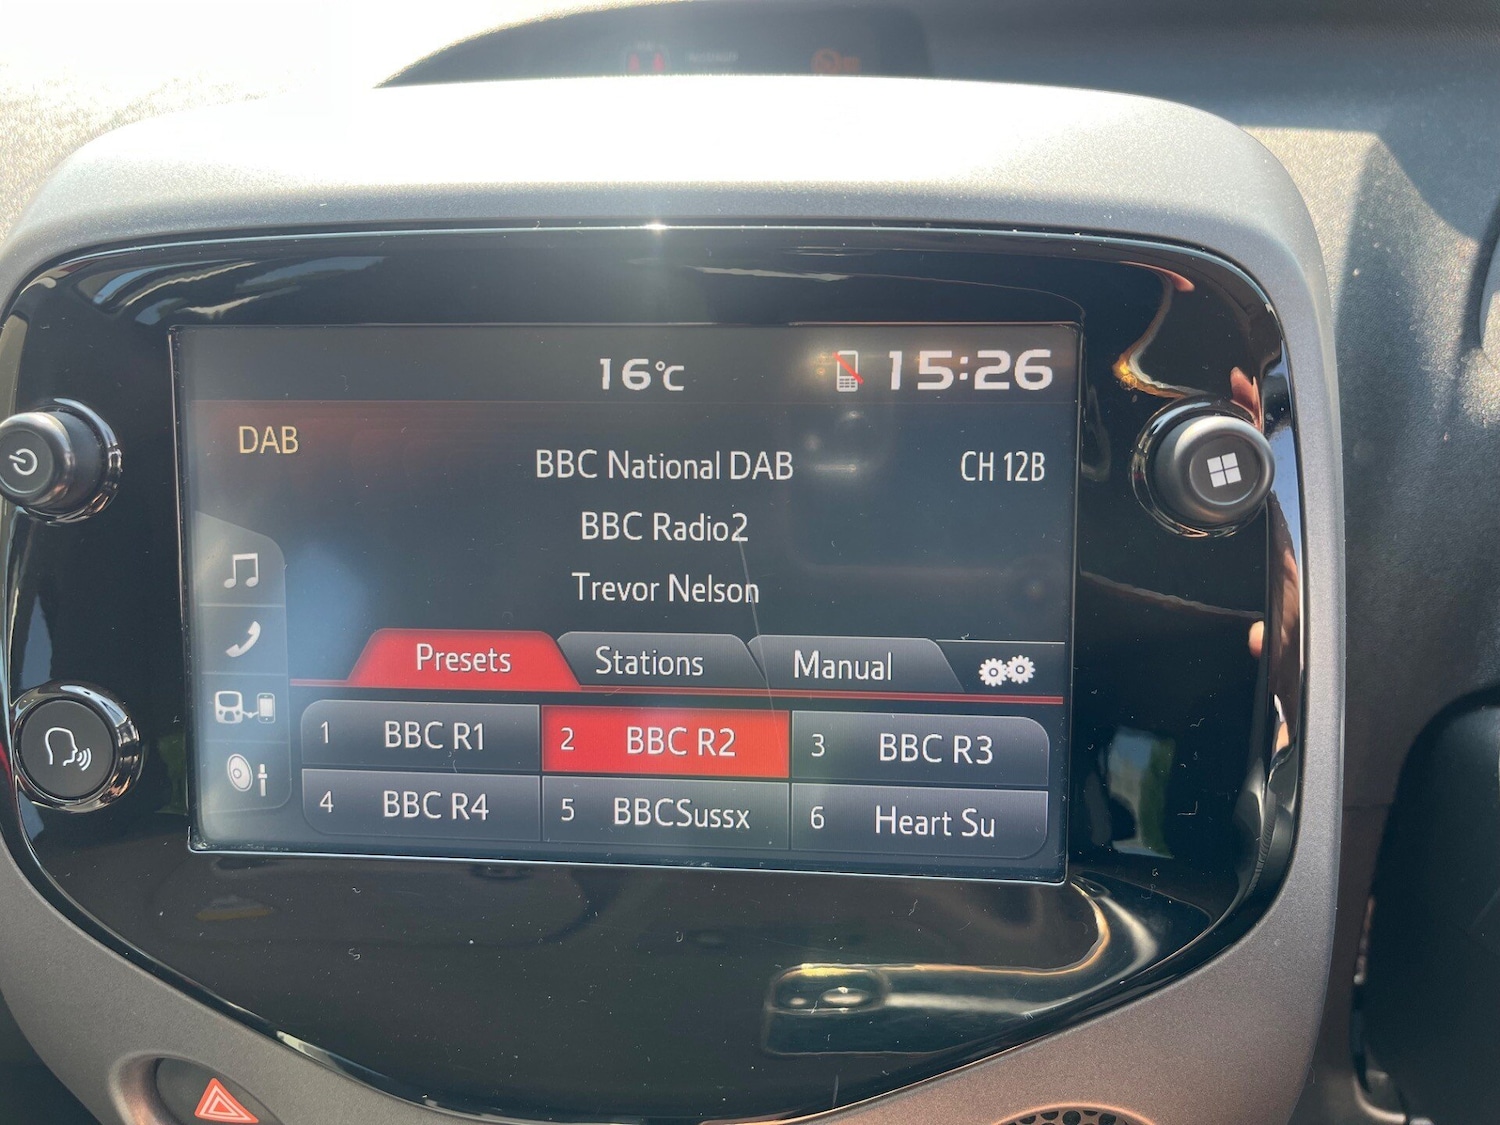 16°C 15:26
DAB
BBC National DAB CH 12B
BBC Radio2
Trevor Nelson
Presets Stations Manual
1 BBC R1 2 BBC R2 3 BBC R3
4 BBC R4 5 BBCSussx 6 Heart Su